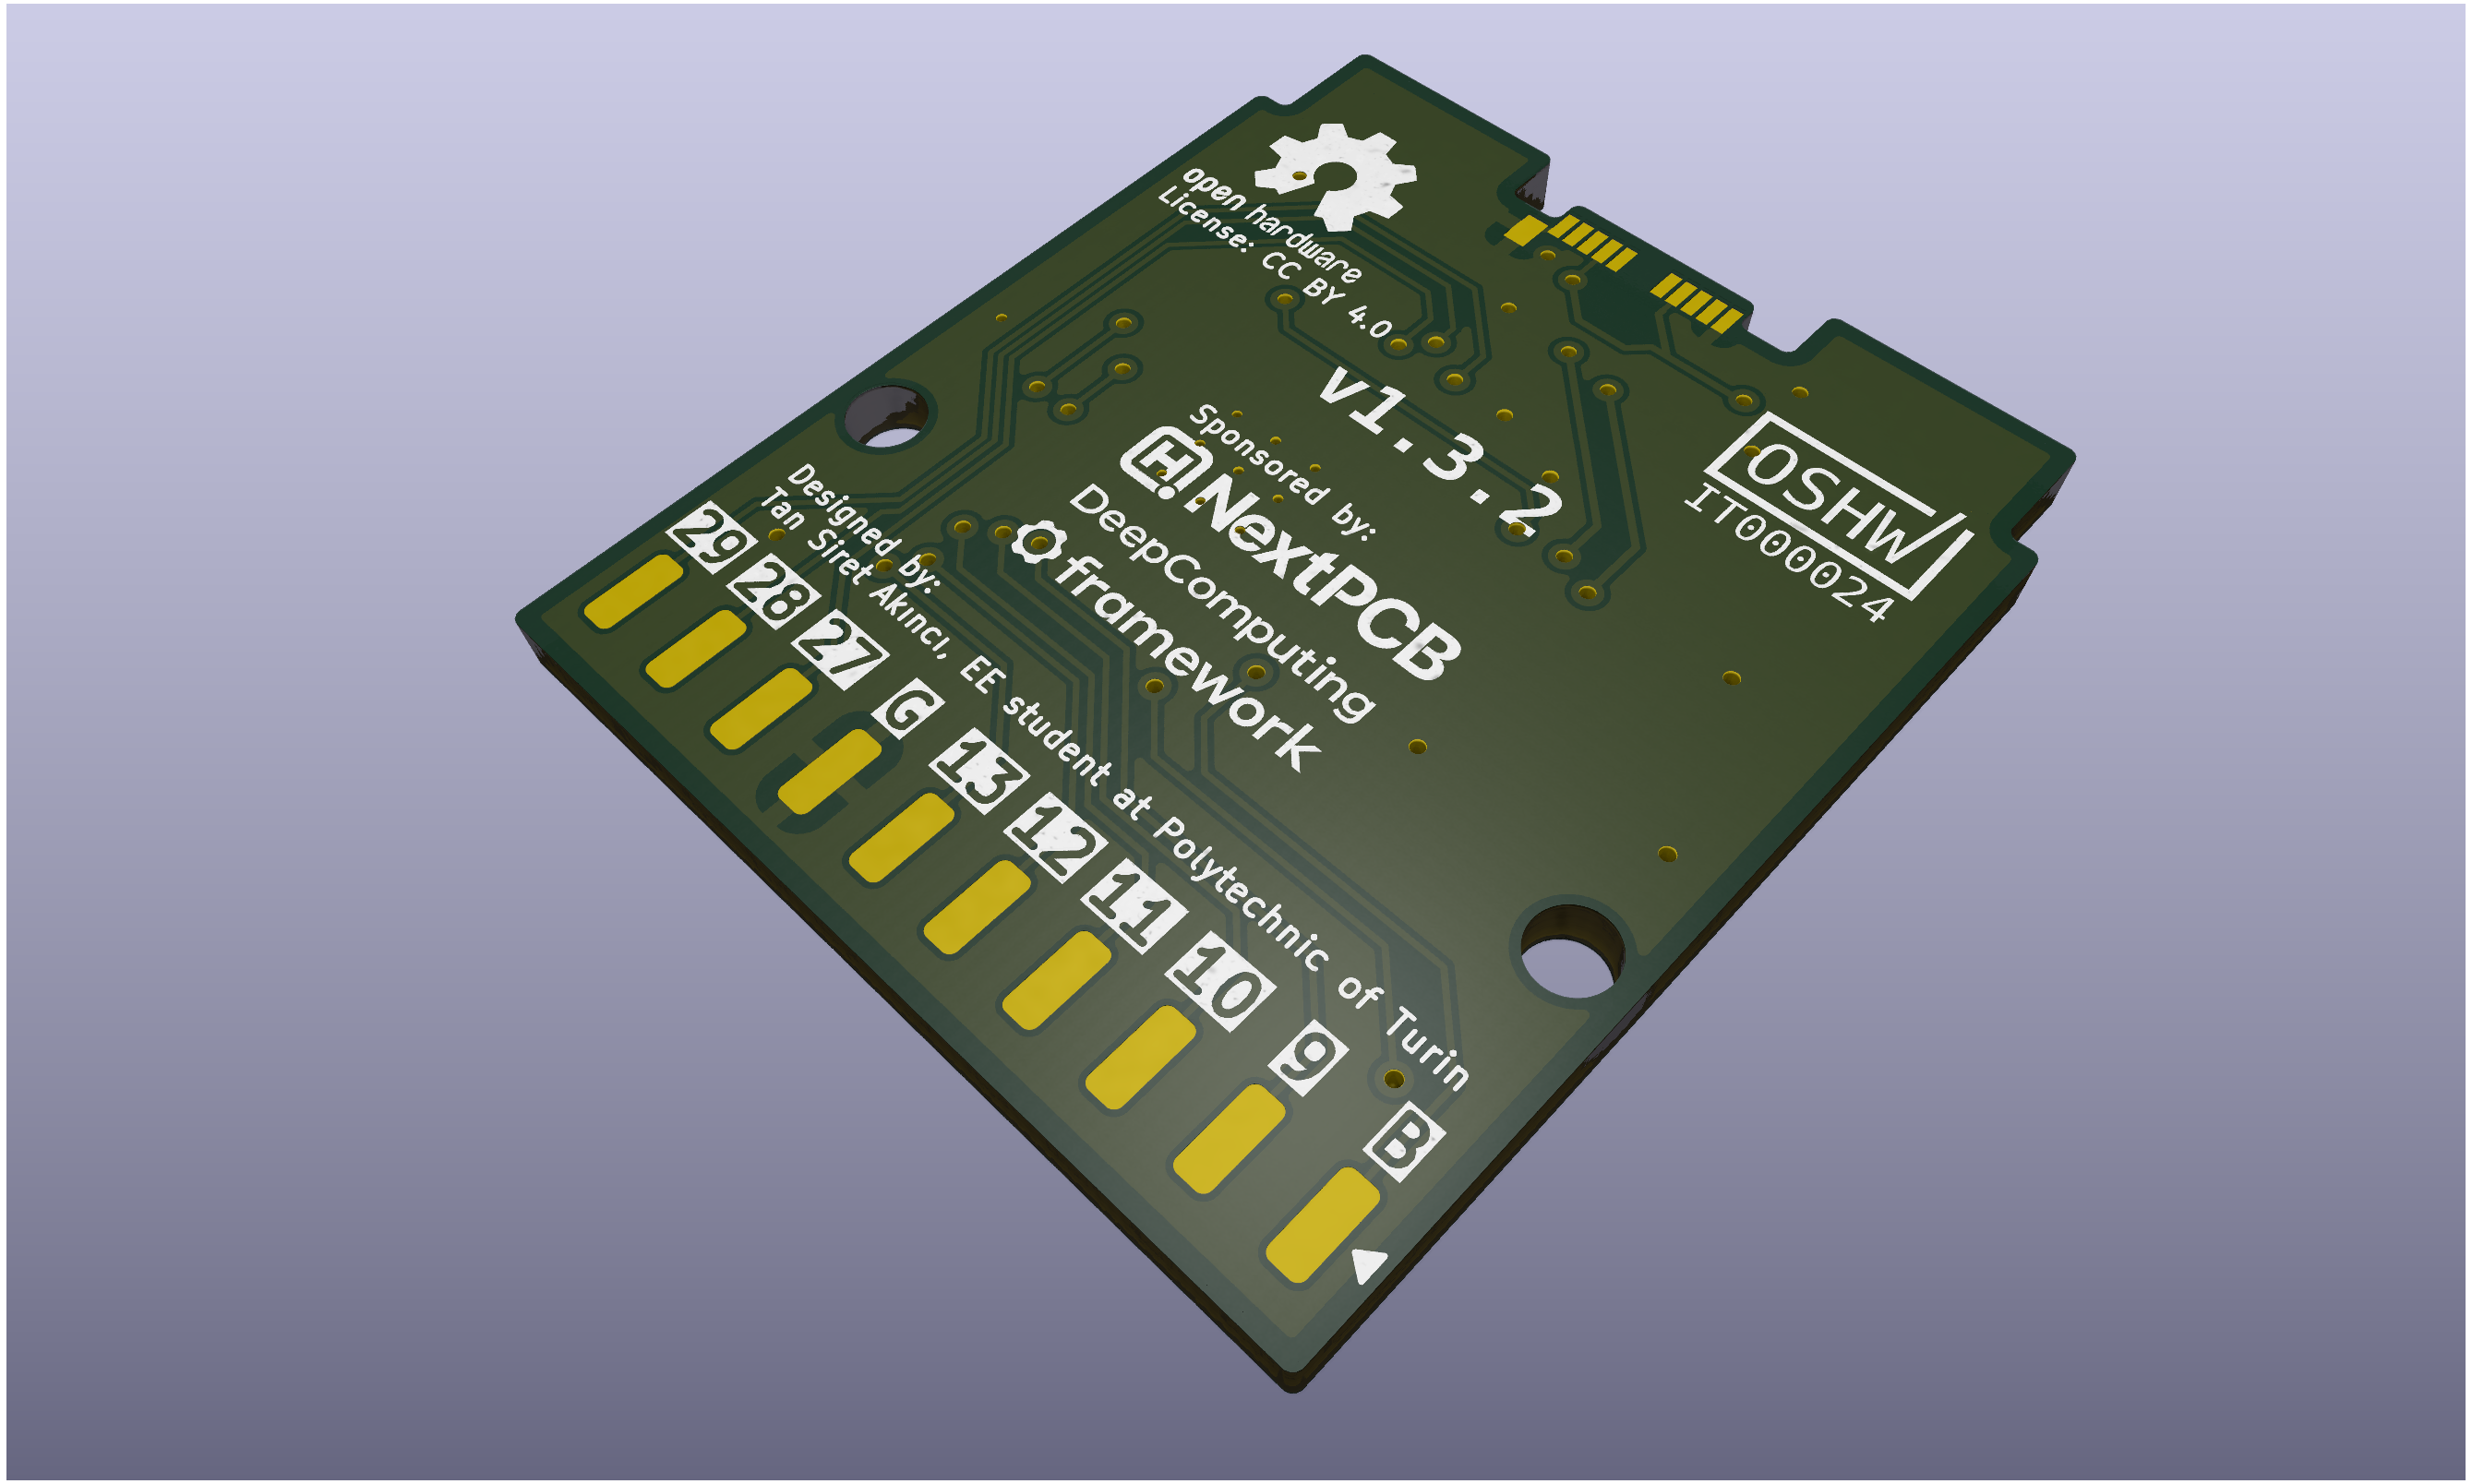 open hardware
License: CC BY 4.0
v1.3.2
OSHW
IT000024
Sponsored by:
H NextPCB
DeepComputing
framework
Designed by:
Tan Siret Akıncı, EE student at Polytechnic of Turin
29
28
27
G
13
12
11
10
9
B